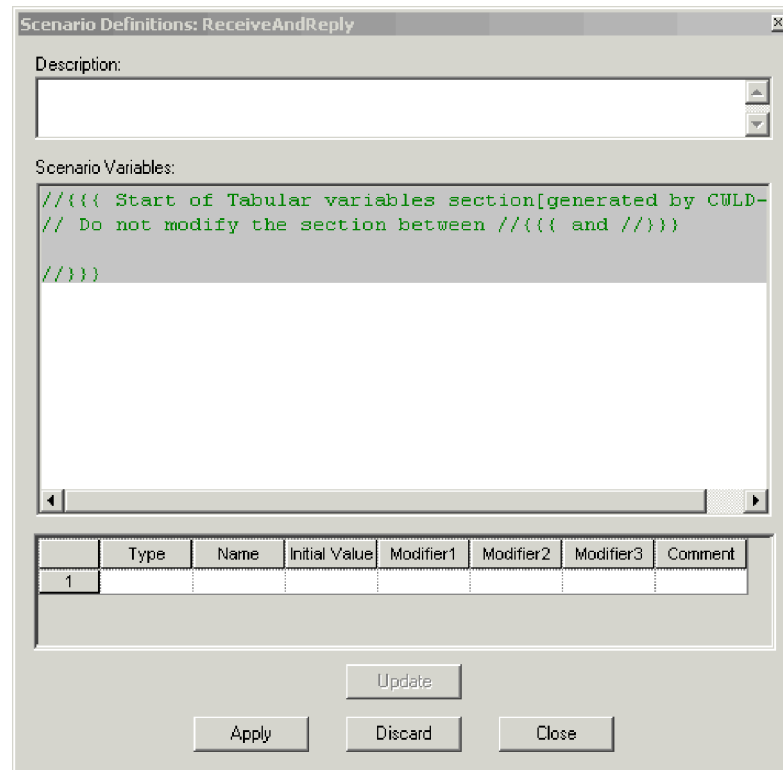 Scenario Definitions: ReceiveAndReply
Description:
Scenario Variables:
//{{{ Start of Tabular variables section[generated by CWLD-
// Do not modify the section between //{{{ and //}}}
//}}}
Type Name Initial Value Modifier1 Modifier2 Modifier3 Comment
1
Update
Apply Discard Close